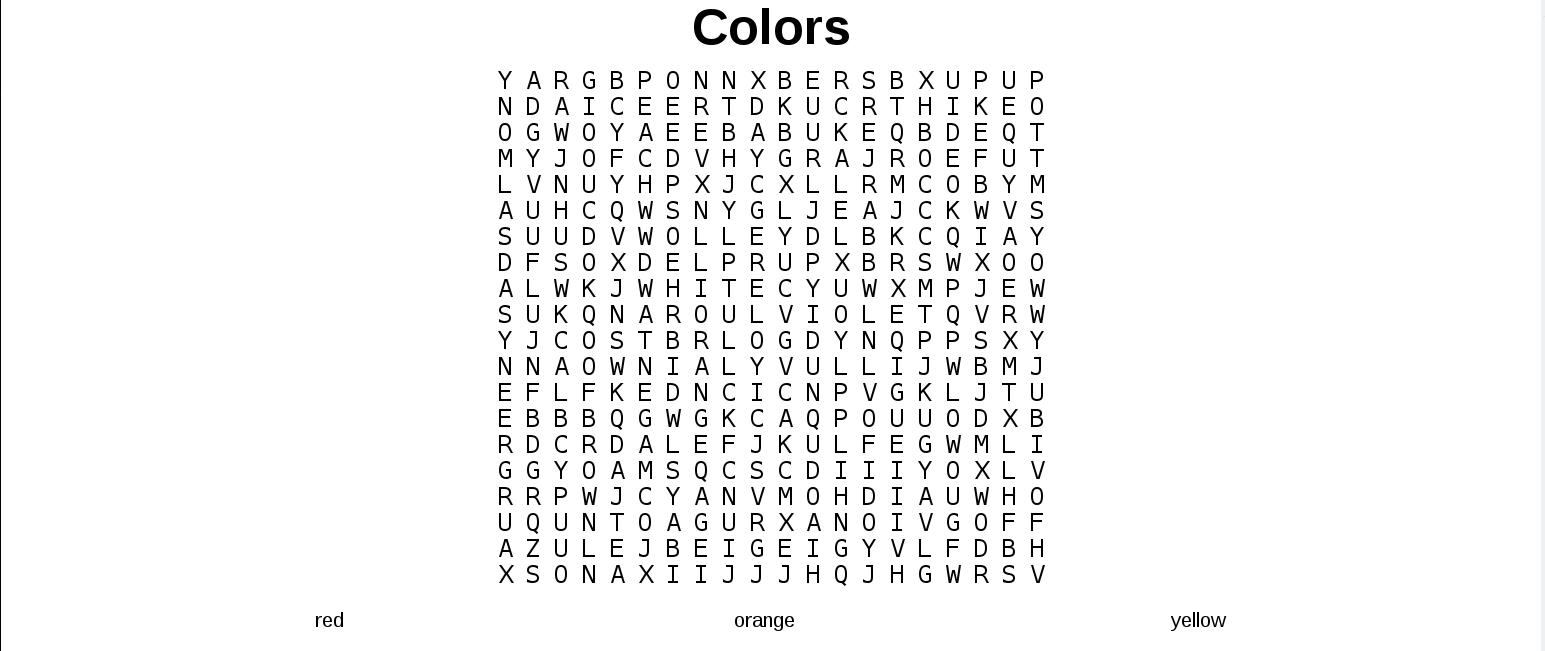 Colors
Y A R G B P O N N X B E R S B X U P U P
N D A I C E E R T D K U C R T H I K E O
O G W O Y A E E B A B U K E Q B D E Q T
M Y J O F C D V H Y G R A J R O E F U T
L V N U Y H P X J C X L L R M C O B Y M
A U H C Q W S N Y G L J E A J C K W V S
S U U D V W O L L E Y D L B K C Q I A Y
D F S O X D E L P R U P X B R S W X O O
A L W K J W H I T E C Y U W X M P J E W
S U K Q N A R O U L V I O L E T Q V R W
Y J C O S T B R L O G D Y N Q P P S X Y
N N A O W N I A L Y V U L L I J W B M J
E F L F K E D N C I C N P V G K L J T U
E B B B Q G W G K C A Q P O U U O D X B
R D C R D A L E F J K U L F E G W M L I
G G Y O A M S Q C S C D I I I Y O X L V
R R P W J C Y A N V M O H D I A U W H O
U Q U N T O A G U R X A N O I V G O F F
A Z U L E J B E I G E I G Y V L F D B H
X S O N A X I I J J J H Q J H G W R S V
red orange yellow